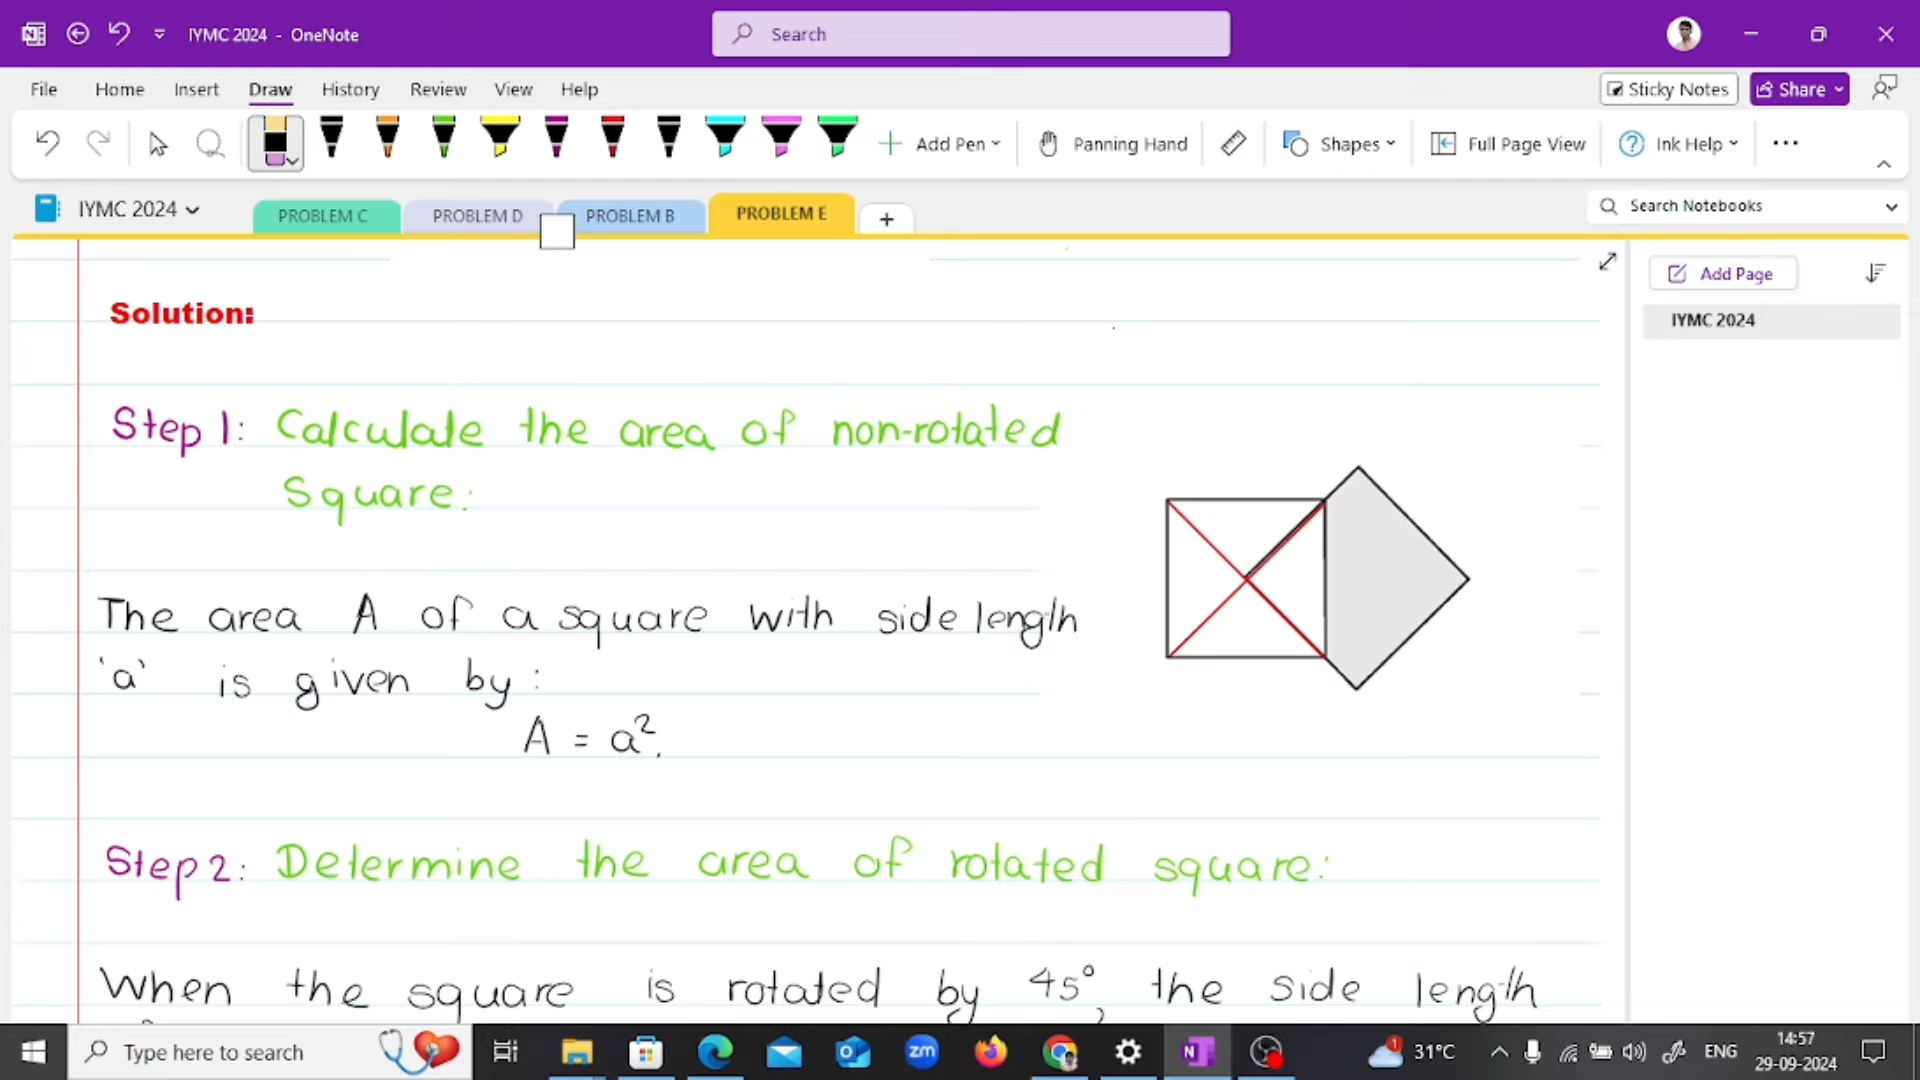 IYMC 2024 - OneNote
Search
File Home Insert Draw History Review View Help
Sticky Notes Share
Add Pen Panning Hand Shapes Full Page View Ink Help
IYMC 2024
PROBLEM C PROBLEM D PROBLEM B PROBLEM E
Search Notebooks
Add Page
IYMC 2024
Solution:
Step 1: Calculate the area of non-rotated
Square:
The area A of a square with side length
'a' is given by:
A = a².
Step 2: Determine the area of rotated square:
When the square is rotated by 45°, the side length
Type here to search
zm
31°C
ENG
14:57
29-09-2024